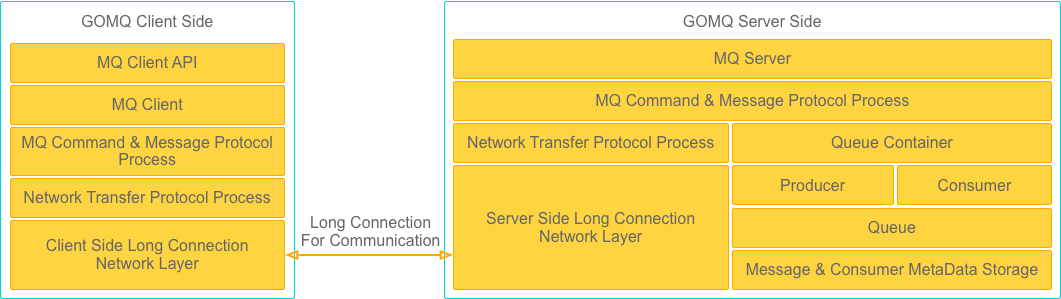 GOMQ Client Side
MQ Client API
MQ Client
MQ Command & Message Protocol
Process
Network Transfer Protocol Process
Client Side Long Connection
Network Layer
Long Connection
For Communication
GOMQ Server Side
MQ Server
MQ Command & Message Protocol Process
Network Transfer Protocol Process
Server Side Long Connection
Network Layer
Queue Container
Producer
Consumer
Queue
Message & Consumer MetaData Storage